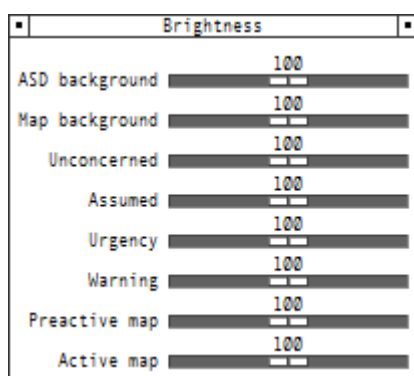 Brightness
100
ASD background
100
Map background
100
Unconcerned
100
Assumed
100
Urgency
100
Warning
100
Preactive map
100
Active map